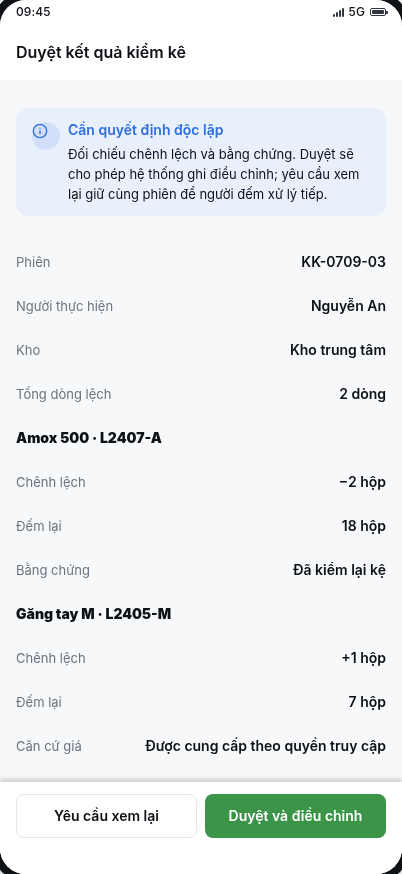 09:45
5G
Duyệt kết quả kiểm kê
Cần quyết định độc lập
Đối chiếu chênh lệch và bằng chứng. Duyệt sẽ
cho phép hệ thống ghi điều chỉnh; yêu cầu xem
lại giữ cùng phiên để người đếm xử lý tiếp.
Phiên
KK-0709-03
Người thực hiện
Nguyễn An
Kho
Kho trung tâm
Tổng dòng lệch
2 dòng
Amox 500 · L2407-A
Chênh lệch
−2 hộp
Đếm lại
18 hộp
Bằng chứng
Đã kiểm lại kệ
Găng tay M · L2405-M
Chênh lệch
+1 hộp
Đếm lại
7 hộp
Căn cứ giá
Được cung cấp theo quyền truy cập
Yêu cầu xem lại
Duyệt và điều chỉnh